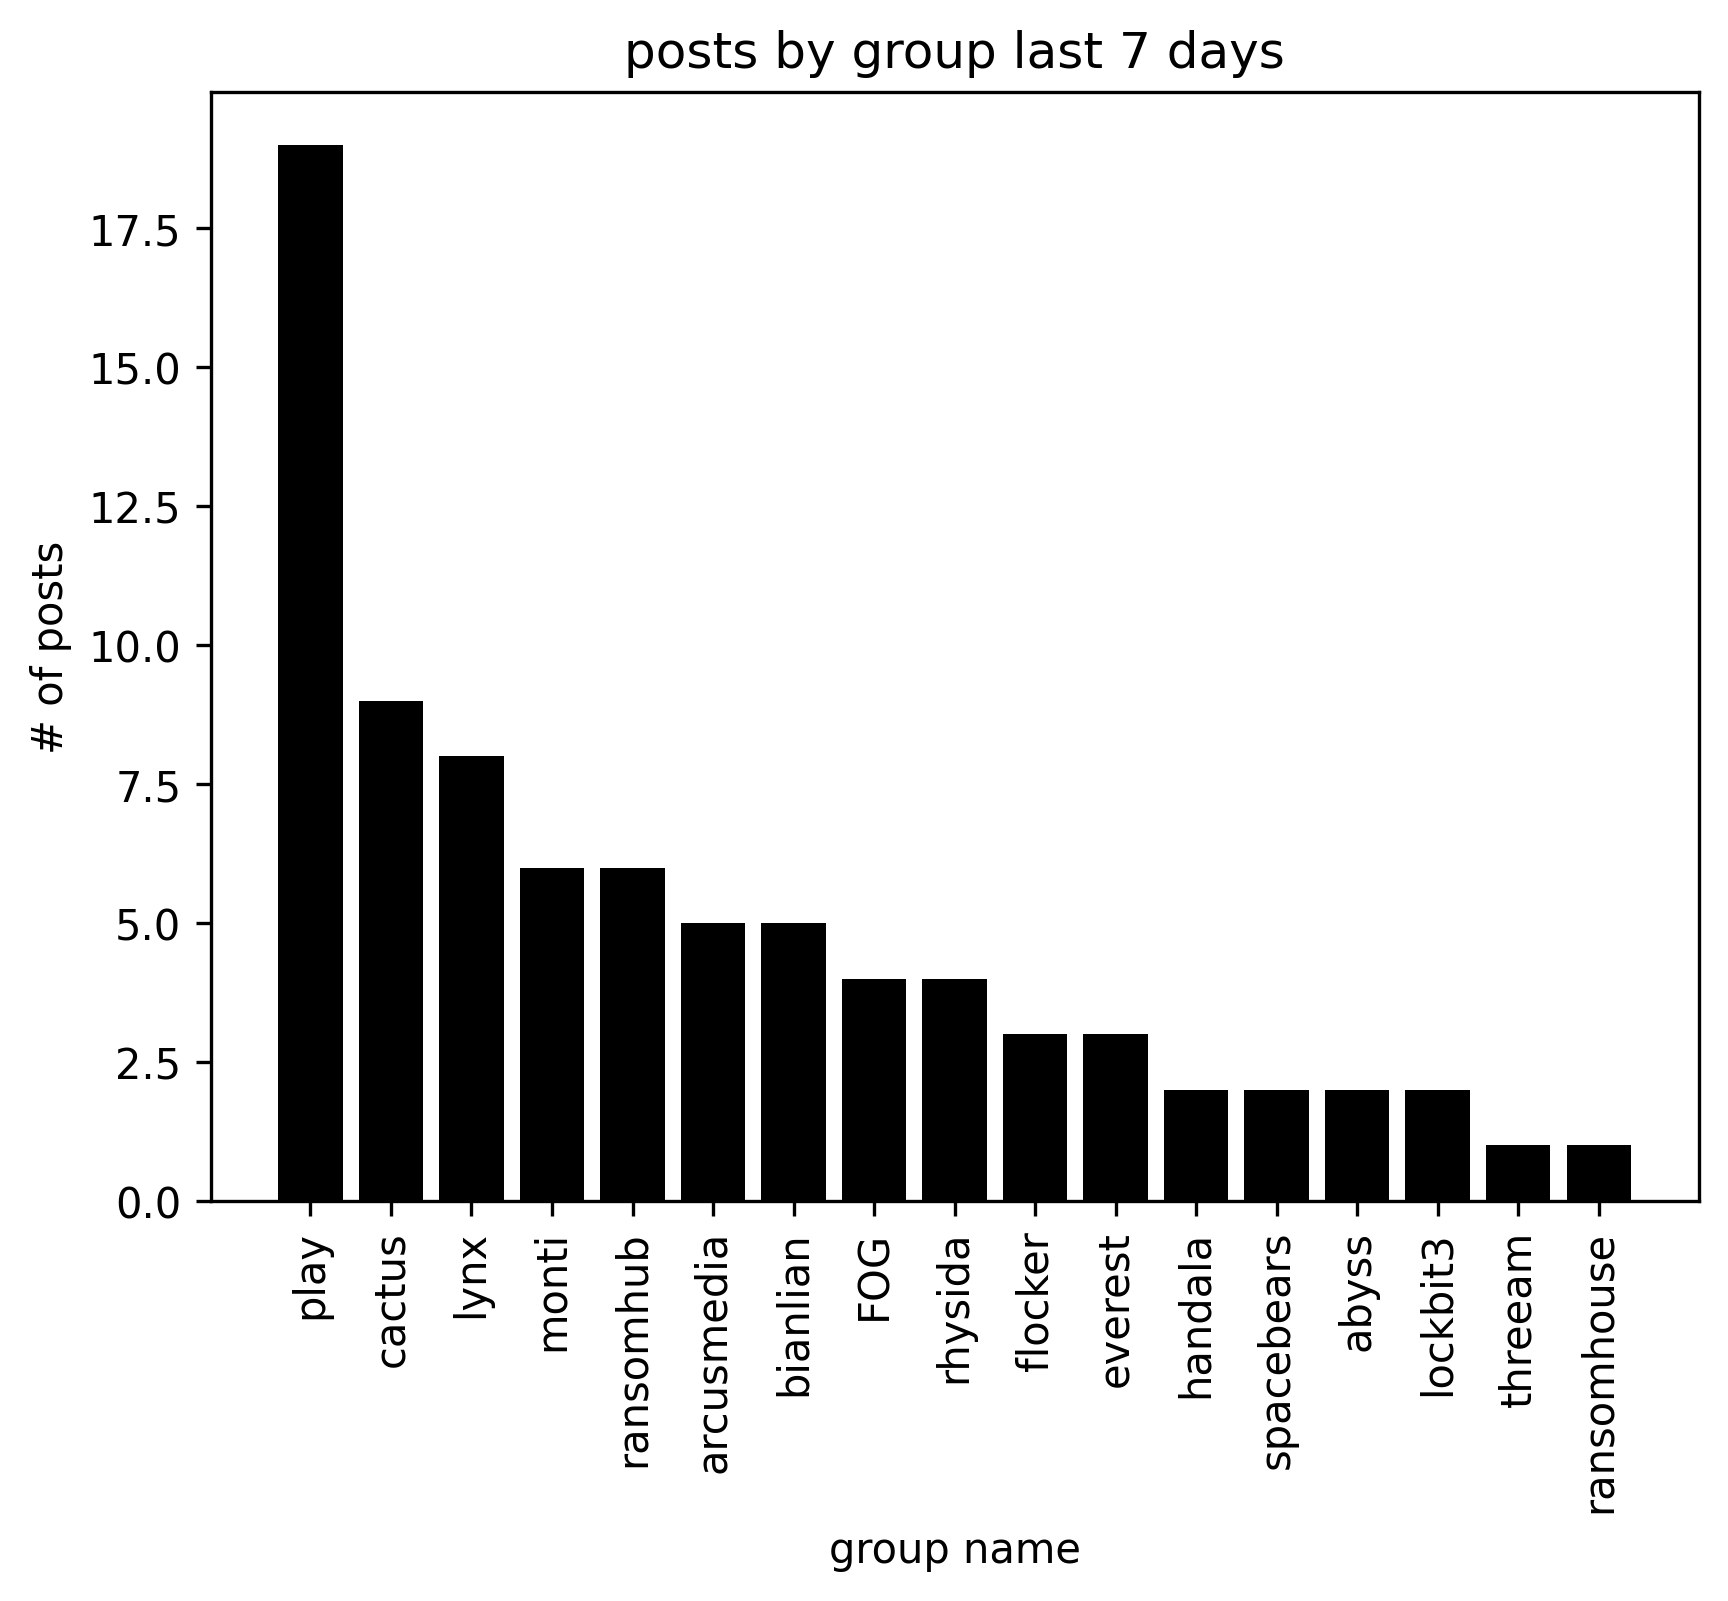 posts by group last 7 days
# of posts
17.5
15.0
12.5
10.0
7.5
5.0
2.5
0.0
play
cactus
lynx
monti
ransomhub
arcusmedia
bianlian
FOG
rhysida
flocker
everest
handala
spacebears
abyss
lockbit3
threeam
ransomhouse
group name